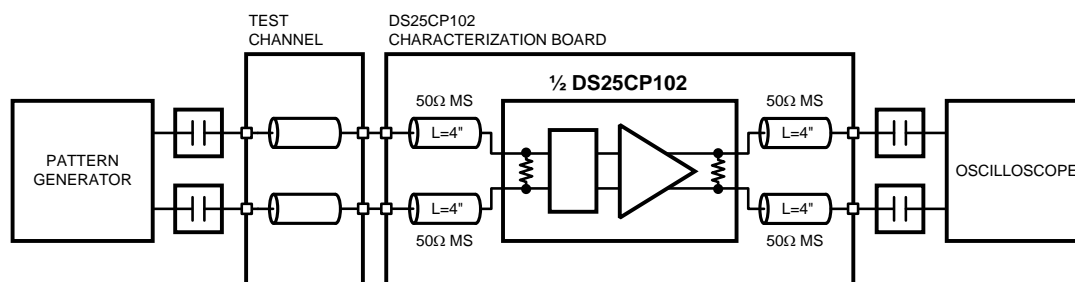 TEST
CHANNEL
DS25CP102
CHARACTERIZATION BOARD
½ DS25CP102
50Ω MS
50Ω MS
L=4"
L=4"
PATTERN
GENERATOR
OSCILLOSCOPE
L=4"
L=4"
50Ω MS
50Ω MS